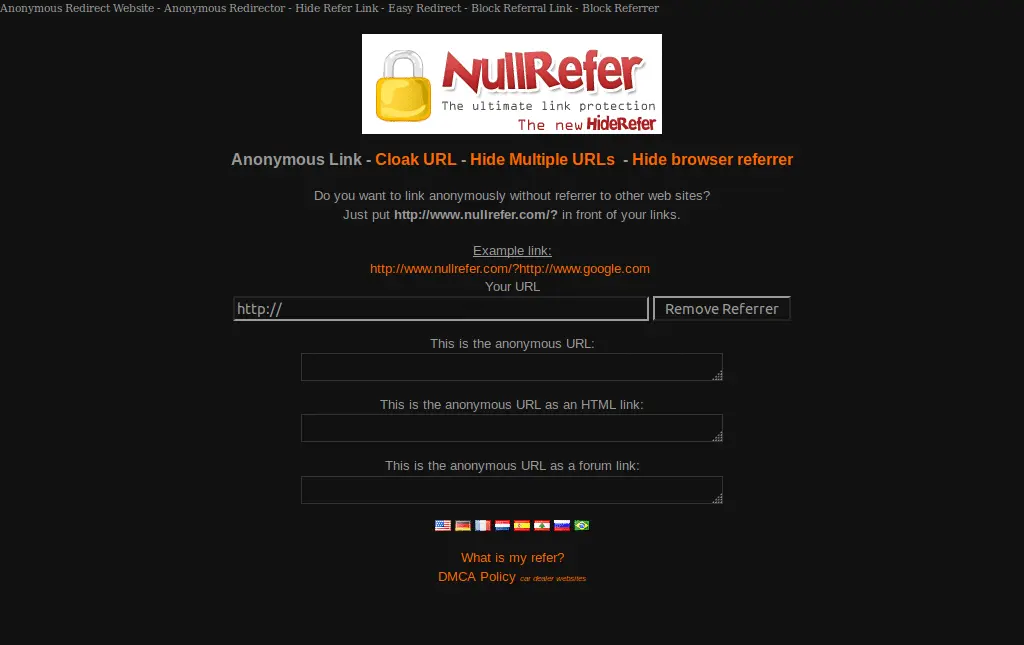 Anonymous Redirect Website - Anonymous Redirector - Hide Refer Link - Easy Redirect - Block Referral Link - Block Referrer
NullRefer
The ultimate link protection
The new HideRefer
Anonymous Link - Cloak URL - Hide Multiple URLs - Hide browser referrer
Do you want to link anonymously without referrer to other web sites?
Just put http://www.nullrefer.com/? in front of your links.
Example link:
http://www.nullrefer.com/?http://www.google.com
Your URL
http:// Remove Referrer
This is the anonymous URL:
This is the anonymous URL as an HTML link:
This is the anonymous URL as a forum link:
What is my refer?
DMCA Policy car dealer websites